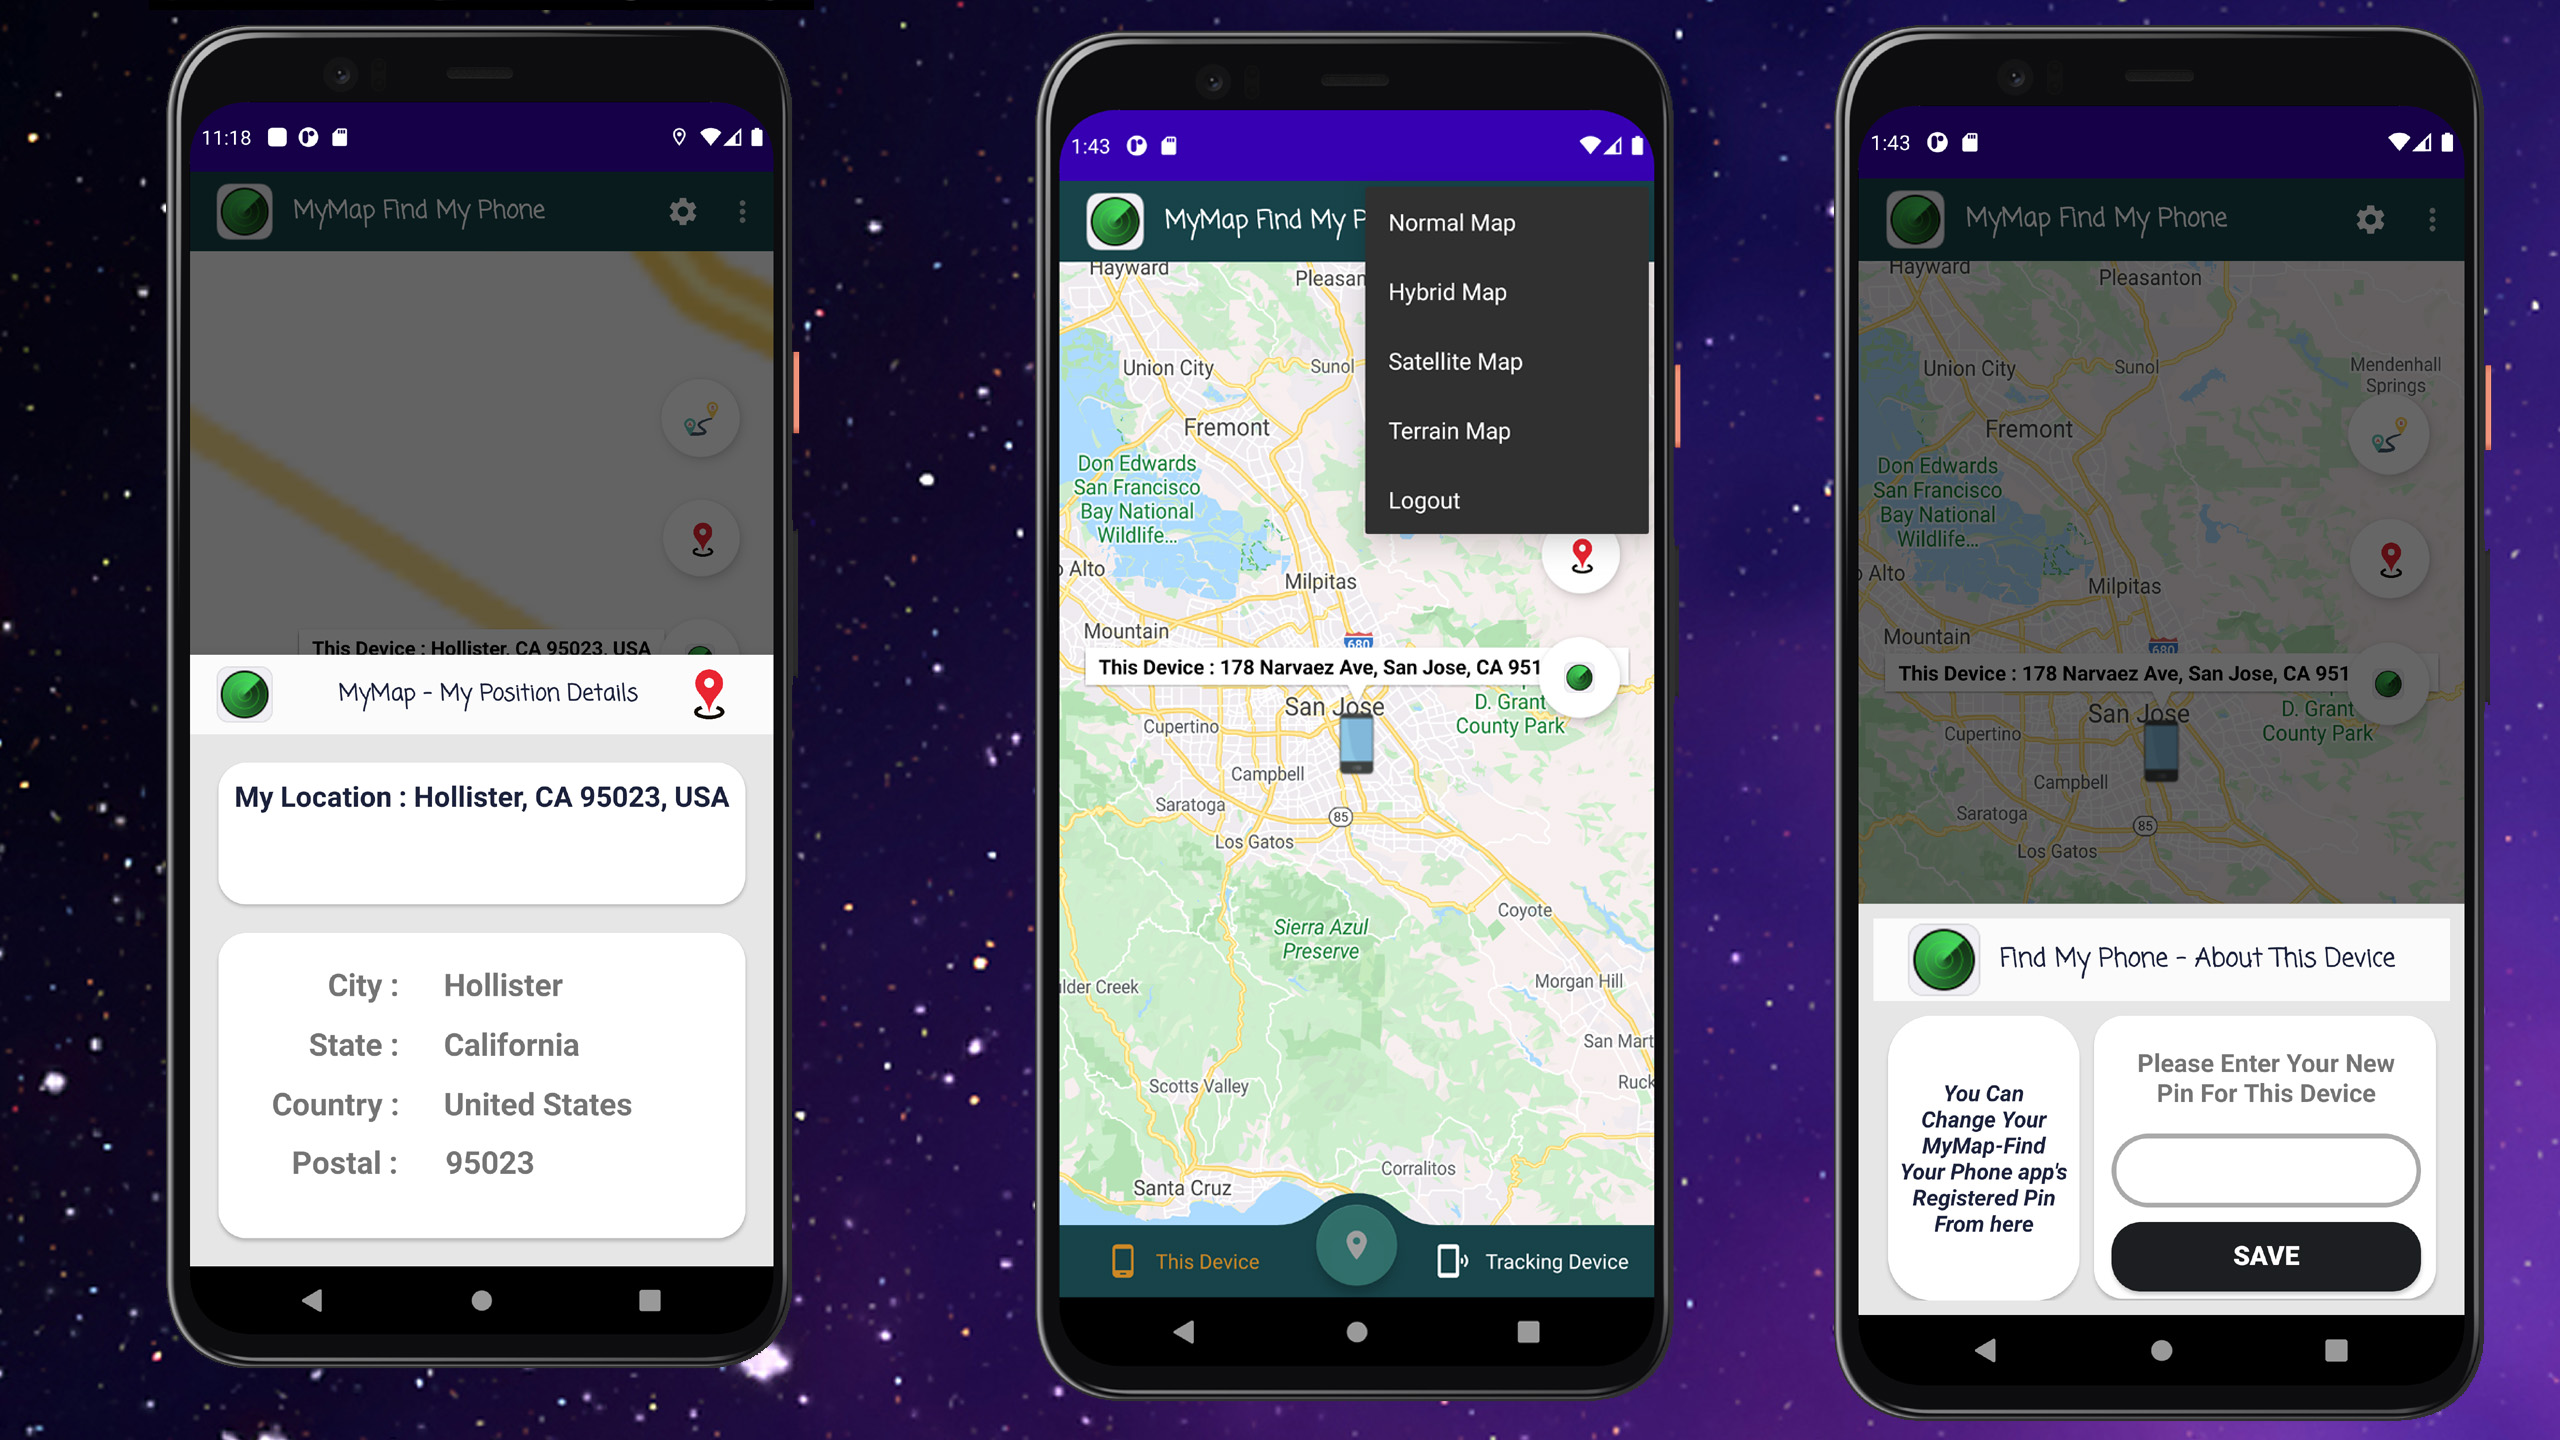 11:18
MyMap Find My Phone
This Device : Hollister, CA 95023, USA
MyMap - My Position Details
My Location : Hollister, CA 95023, USA
City : Hollister
State : California
Country : United States
Postal : 95023
1:43
MyMap Find My P
Normal Map
Hybrid Map
Satellite Map
Terrain Map
Logout
Hayward
Pleasan
Union City
Sunol
Fremont
Don Edwards
San Francisco
Bay National
Wildlife...
Alto
Milpitas
Mountain
680
This Device : 178 Narvaez Ave, San Jose, CA 951
San Jose
D. Grant
County Park
Cupertino
Campbell
Saratoga
85
Los Gatos
Coyote
Sierra Azul
Preserve
lder Creek
Morgan Hill
San Mart
Ruck
Scotts Valley
Corralitos
Santa Cruz
This Device
Tracking Device
1:43
MyMap Find My Phone
Hayward
Pleasanton
Union City
Sunol
Mendenhall
Springs
Fremont
Don Edwards
San Francisco
Bay National
Wildlife...
Alto
Milpitas
Mountain
680
This Device : 178 Narvaez Ave, San Jose, CA 951
San Jose
D. Grant
County Park
Cupertino
Campbell
Saratoga
85
Los Gatos
Find My Phone - About This Device
You Can
Change Your
MyMap-Find
Your Phone app's
Registered Pin
From here
Please Enter Your New
Pin For This Device
SAVE